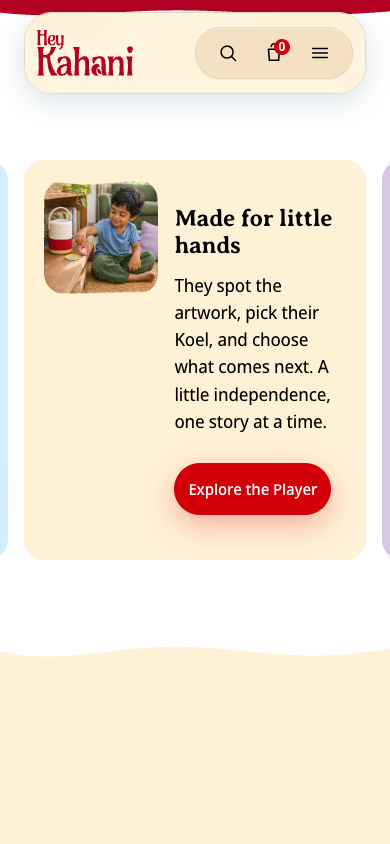 Hey
Kahani
0
Made for little
hands
They spot the
artwork, pick their
Koel, and choose
what comes next. A
little independence,
one story at a time.
Explore the Player